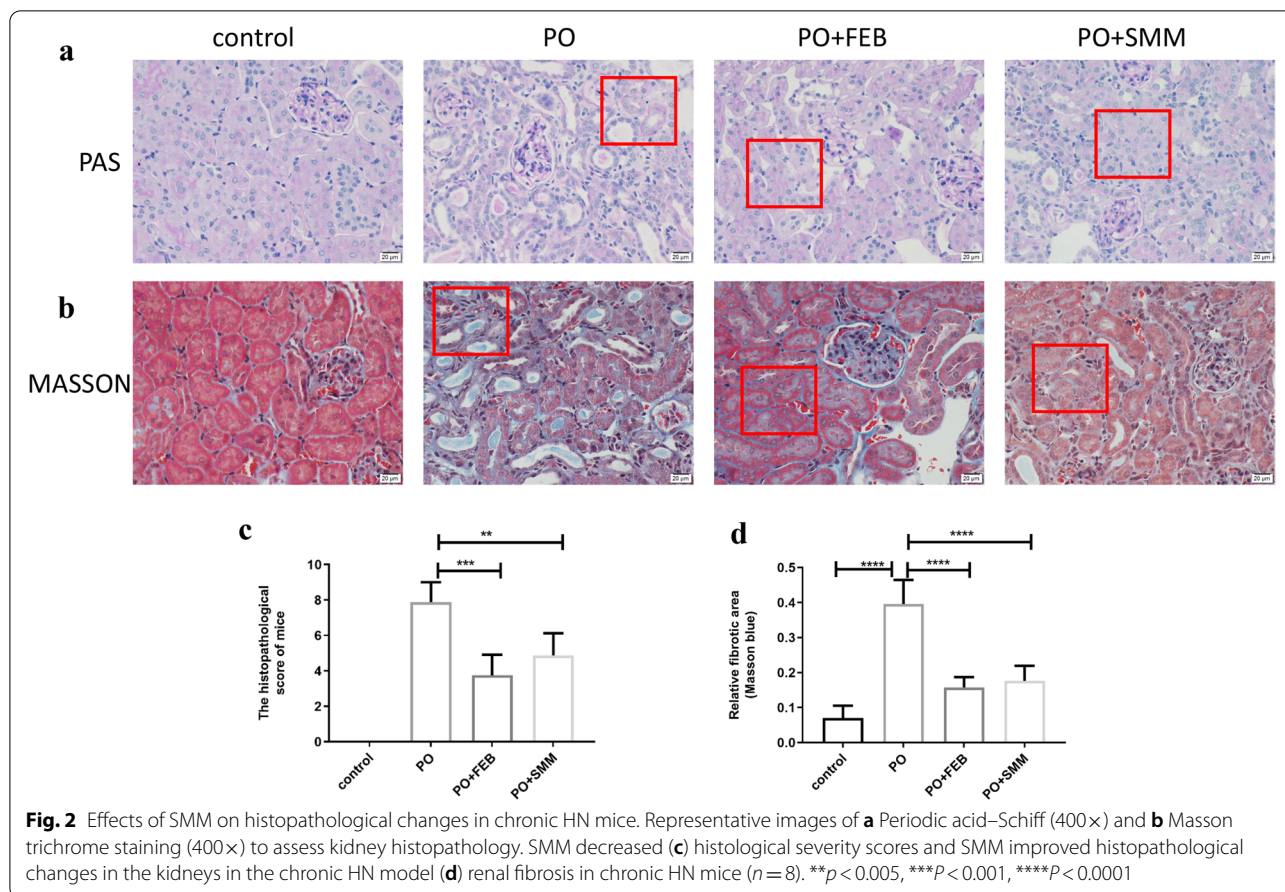 control PO PO+FEB PO+SMM
a
PAS
20 µm 20 µm 20 µm 20 µm
b
MASSON
20 µm 20 µm 20 µm 20 µm
c
**
***
The histopathological
score of mice
10
8
6
4
2
0
control PO PO+FEB PO+SMM
d
****
**** ****
Relative fibrotic area
(Masson blue)
0.5
0.4
0.3
0.2
0.1
0.0
control PO PO+FEB PO+SMM
Fig. 2 Effects of SMM on histopathological changes in chronic HN mice. Representative images of a Periodic acid–Schiff (400×) and b Masson
trichrome staining (400×) to assess kidney histopathology. SMM decreased (c) histological severity scores and SMM improved histopathological
changes in the kidneys in the chronic HN model (d) renal fibrosis in chronic HN mice (n = 8). **p < 0.005, ***P < 0.001, ****P < 0.0001